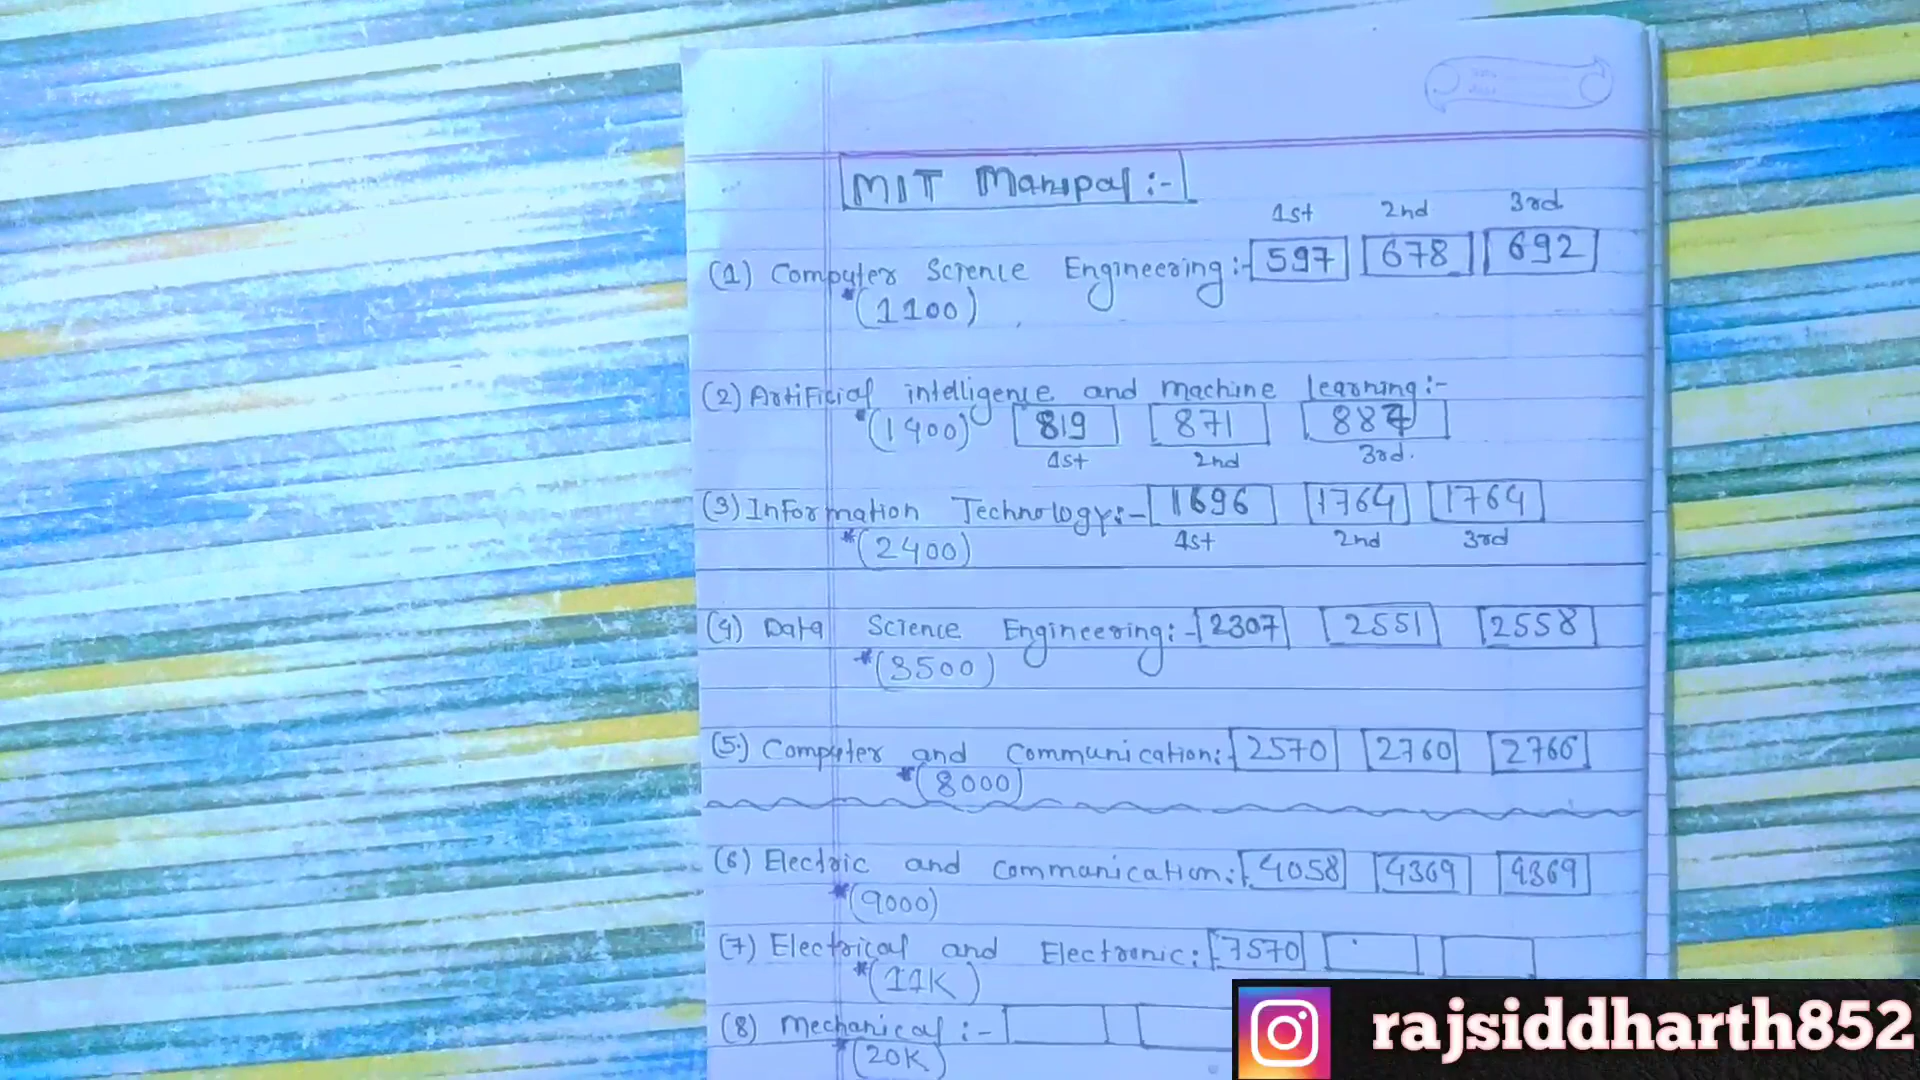 MIT Manipal :-
1st 2nd 3rd
(1) Computer Science Engineering :- 597 678 692
*(1100)
(2) Artificial intelligence and machine learning :-
*(1400) 819 871 887
1st 2nd 3rd.
(3) Information Technology :- 1696 1764 1764
*(2400) 1st 2nd 3rd
(4) Data Science Engineering :- 2307 2551 2558
*(3500)
(5.) Computer and Communication :- 2570 2760 2760
*(8000)
(6) Electric and Communication :- 4058 4369 4369
*(9000)
(7) Electrical and Electronic : 7570
*(11K)
(8) Mechanical :-
*(20K)
rajsiddharth852